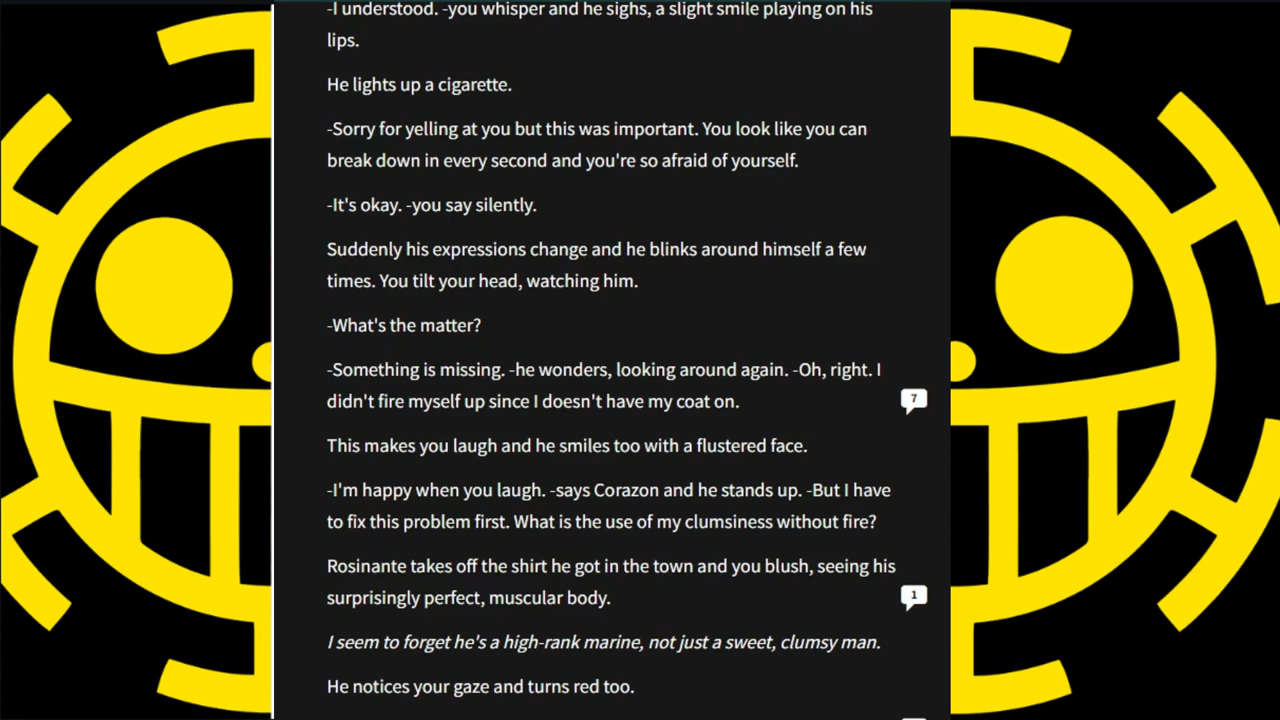 -I understood. -you whisper and he sighs, a slight smile playing on his
lips.
He lights up a cigarette.
-Sorry for yelling at you but this was important. You look like you can
break down in every second and you're so afraid of yourself.
-It's okay. -you say silently.
Suddenly his expressions change and he blinks around himself a few
times. You tilt your head, watching him.
-What's the matter?
-Something is missing. -he wonders, looking around again. -Oh, right. I
didn't fire myself up since I doesn't have my coat on.
7
This makes you laugh and he smiles too with a flustered face.
-I'm happy when you laugh. -says Corazon and he stands up. -But I have
to fix this problem first. What is the use of my clumsiness without fire?
Rosinante takes off the shirt he got in the town and you blush, seeing his
surprisingly perfect, muscular body.
1
I seem to forget he's a high-rank marine, not just a sweet, clumsy man.
He notices your gaze and turns red too.